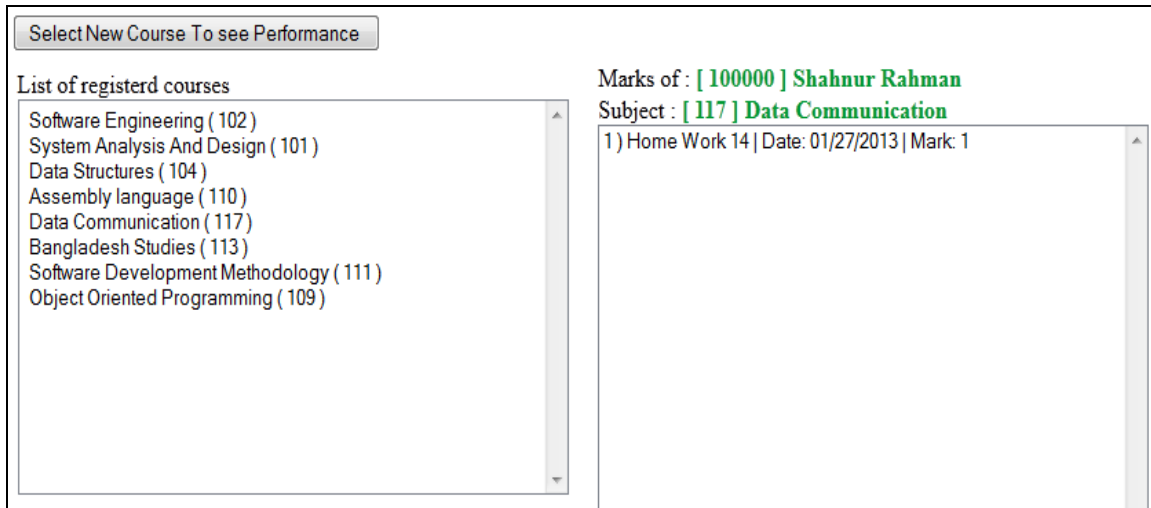 Select New Course To see Performance
List of registerd courses
Software Engineering ( 102 )
System Analysis And Design ( 101 )
Data Structures ( 104 )
Assembly language ( 110 )
Data Communication ( 117 )
Bangladesh Studies ( 113 )
Software Development Methodology ( 111 )
Object Oriented Programming ( 109 )
Marks of : [ 100000 ] Shahnur Rahman
Subject : [ 117 ] Data Communication
1 ) Home Work 14 | Date: 01/27/2013 | Mark: 1